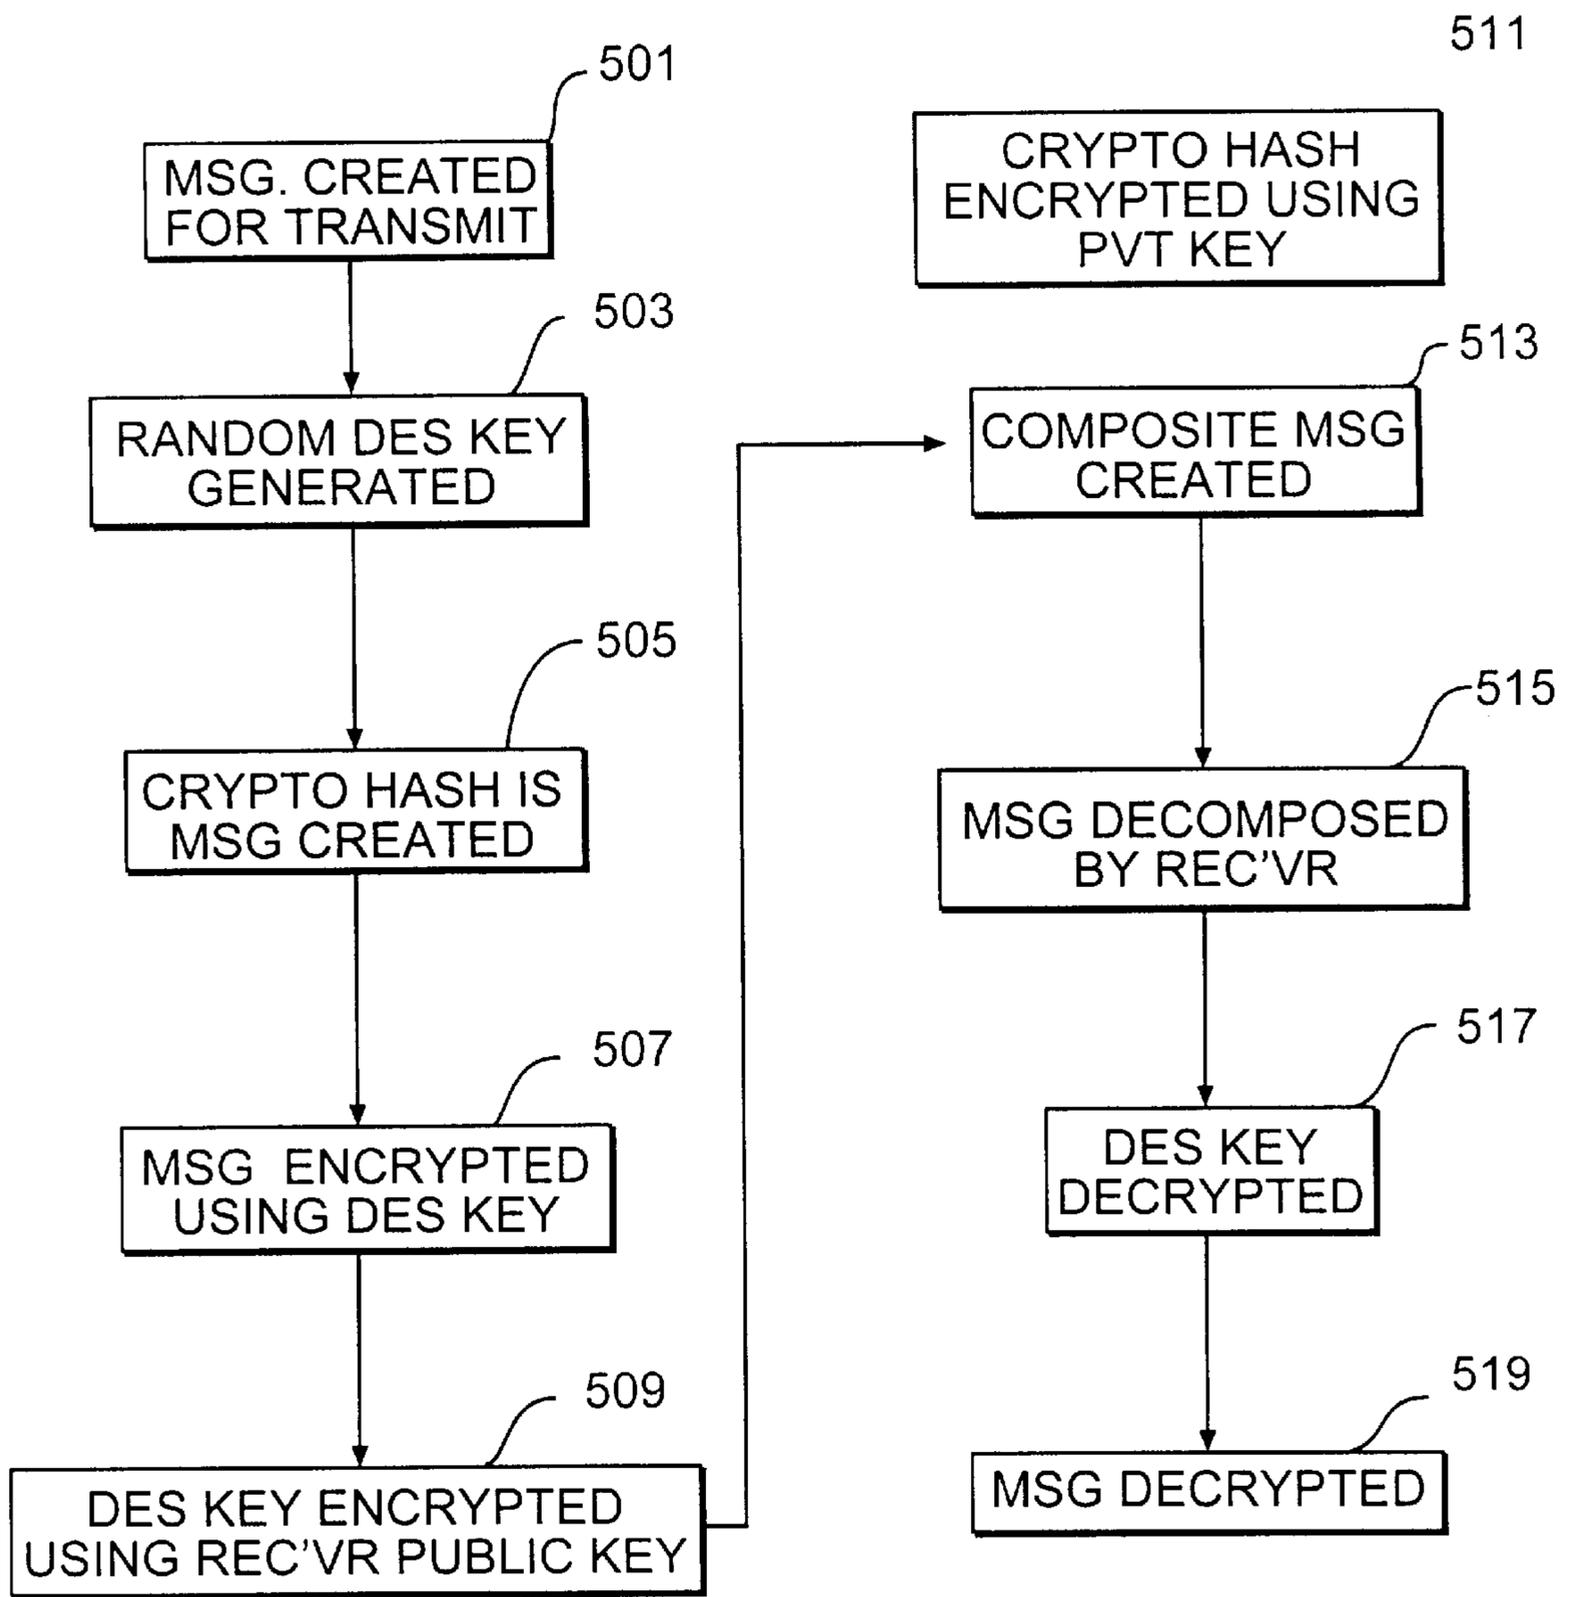 501
MSG. CREATED
FOR TRANSMIT
503
RANDOM DES KEY
GENERATED
505
CRYPTO HASH IS
MSG CREATED
507
MSG ENCRYPTED
USING DES KEY
509
DES KEY ENCRYPTED
USING REC'VR PUBLIC KEY
511
CRYPTO HASH
ENCRYPTED USING
PVT KEY
513
COMPOSITE MSG
CREATED
515
MSG DECOMPOSED
BY REC'VR
517
DES KEY
DECRYPTED
519
MSG DECRYPTED